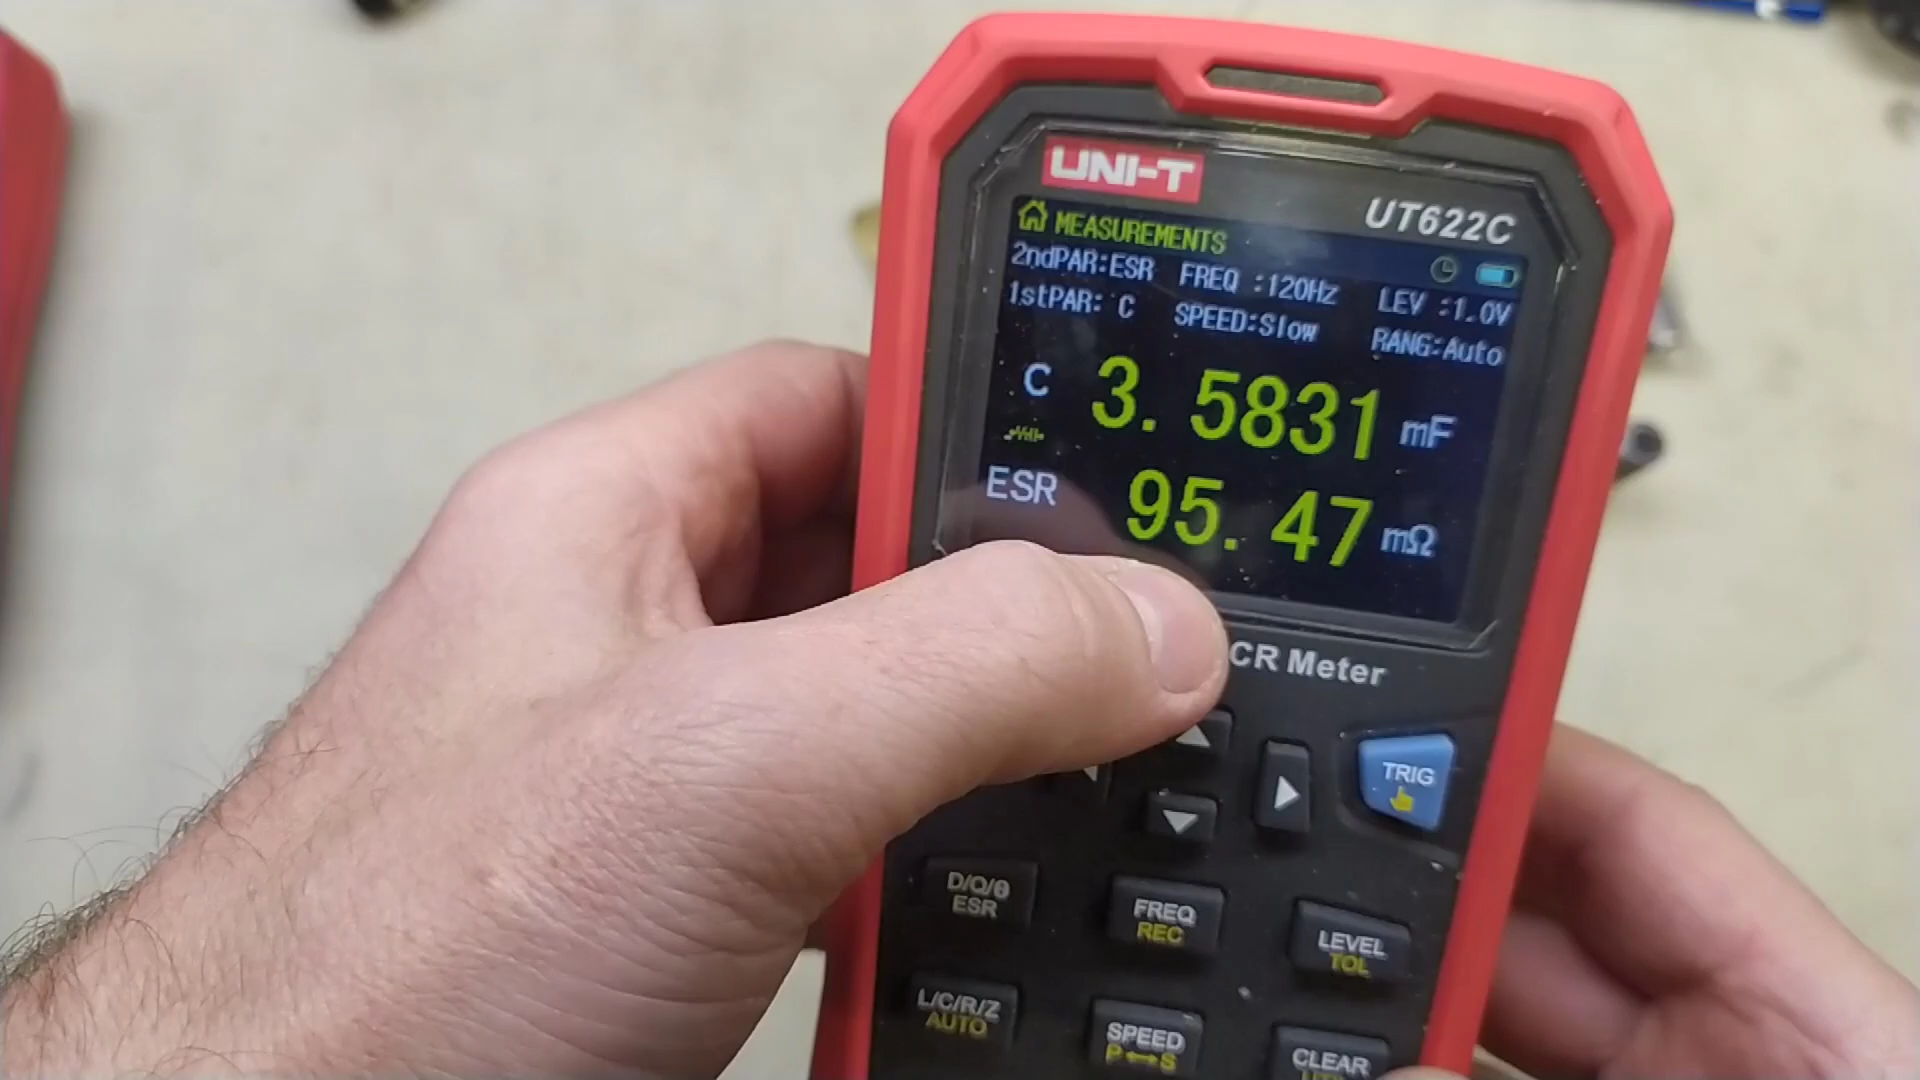 UNI-T
UT622C
MEASUREMENTS
2ndPAR:ESR FREQ :120Hz LEV :1.0V
1stPAR: C SPEED:Slow RANG:Auto
C 3.5831 mF
ESR 95.47 mΩ
CR Meter
TRIG
D/Q/θ
ESR
FREQ
REC
LEVEL
TOL
L/C/R/Z
AUTO
SPEED
P↔S
CLEAR